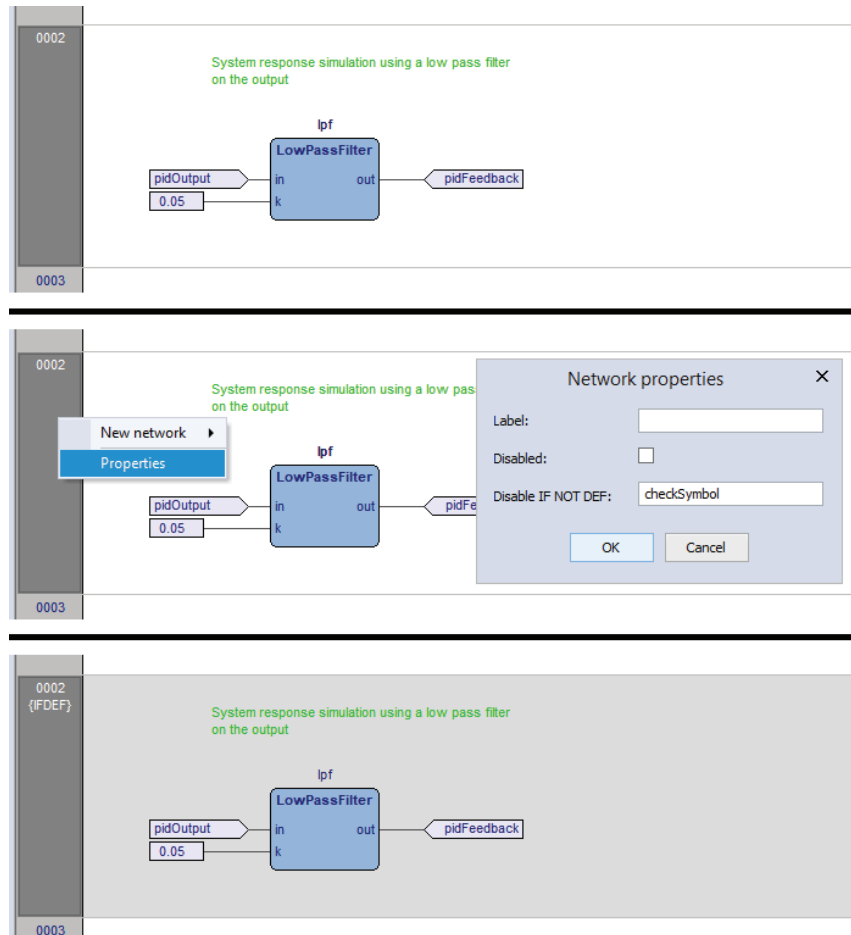 0002
System response simulation using a low pass filter
on the output
lpf
LowPassFilter
pidOutput in out pidFeedback
0.05 k
0003
0002
System response simulation using a low pas
on the output
New network
Properties
lpf
LowPassFilter
pidOutput in out pidFe
0.05 k
Network properties
Label:
Disabled:
Disable IF NOT DEF: checkSymbol
OK Cancel
0003
0002
{IFDEF}
System response simulation using a low pass filter
on the output
lpf
LowPassFilter
pidOutput in out pidFeedback
0.05 k
0003